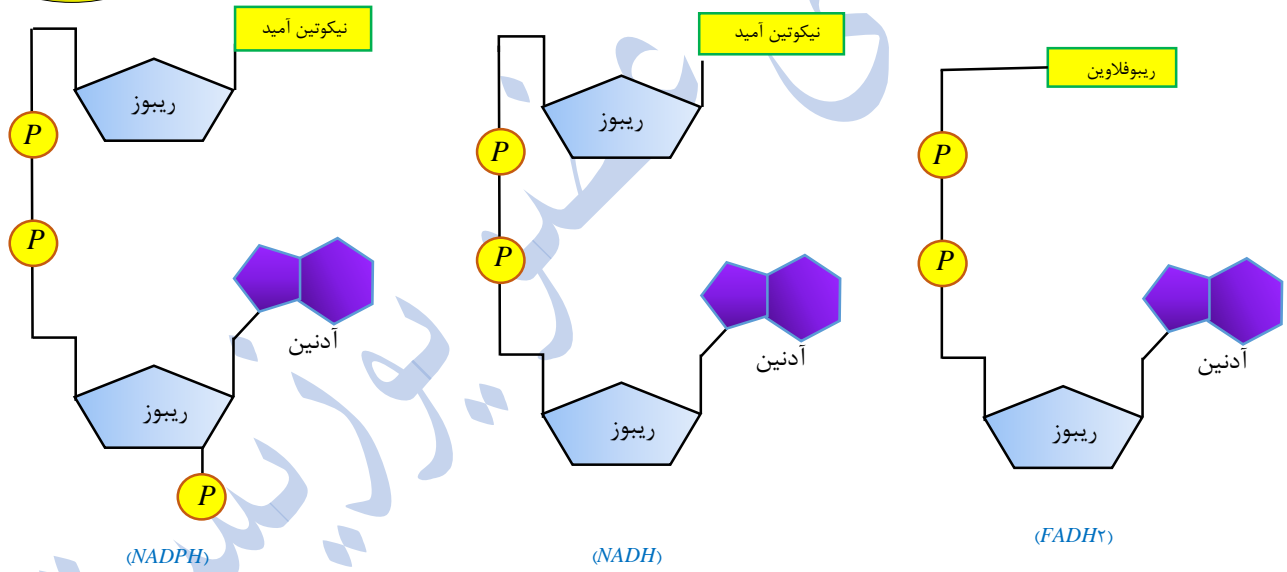 نیکوتین آمید
ریبوز
P
P
آدنین
ریبوز
P
(NADPH)
نیکوتین آمید
ریبوز
P
P
آدنین
ریبوز
(NADH)
ریبوفلاوین
P
P
آدنین
ریبوز
(FADH۲)